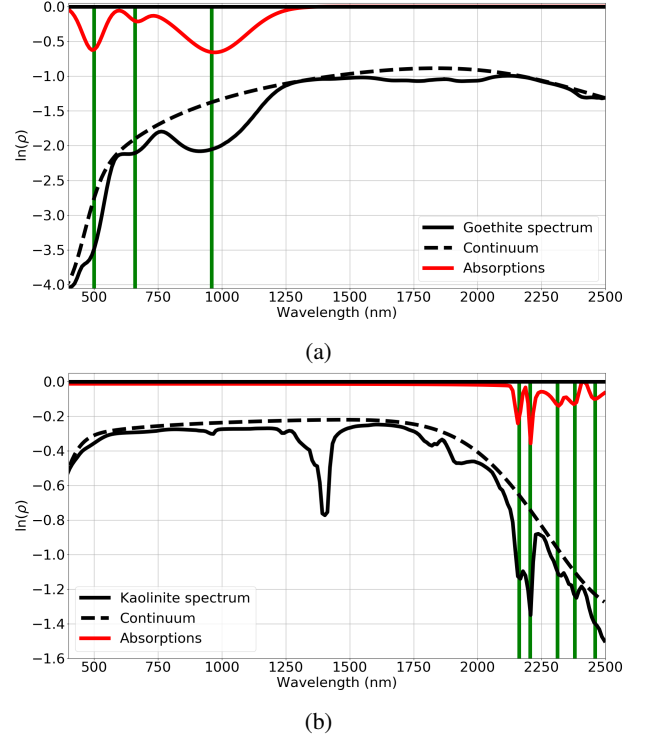 0.0
−0.5
−1.0
−1.5
−2.0
−2.5
−3.0
−3.5
−4.0
ln(ρ)
500 750 1000 1250 1500 1750 2000 2250 2500
Wavelength (nm)
Goethite spectrum
Continuum
Absorptions
(a)
0.0
−0.2
−0.4
−0.6
−0.8
−1.0
−1.2
−1.4
−1.6
ln(ρ)
500 750 1000 1250 1500 1750 2000 2250 2500
Wavelength (nm)
Kaolinite spectrum
Continuum
Absorptions
(b)